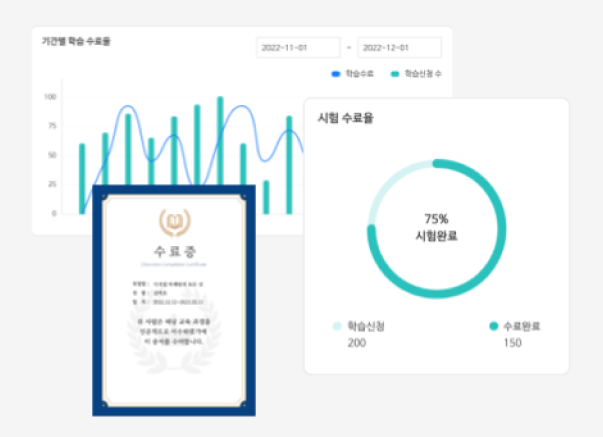 기간별 학습 수료율
2022-11-01 - 2022-12-01
학습수료 학습신청 수
100
75
50
25
0
시험 수료율
75%
시험완료
학습신청 수료완료
200 150
수료증
Education Completion Certificate
위 사람은 해당 교육 과정을
성공적으로 이수하였기에
이 증서를 수여합니다.